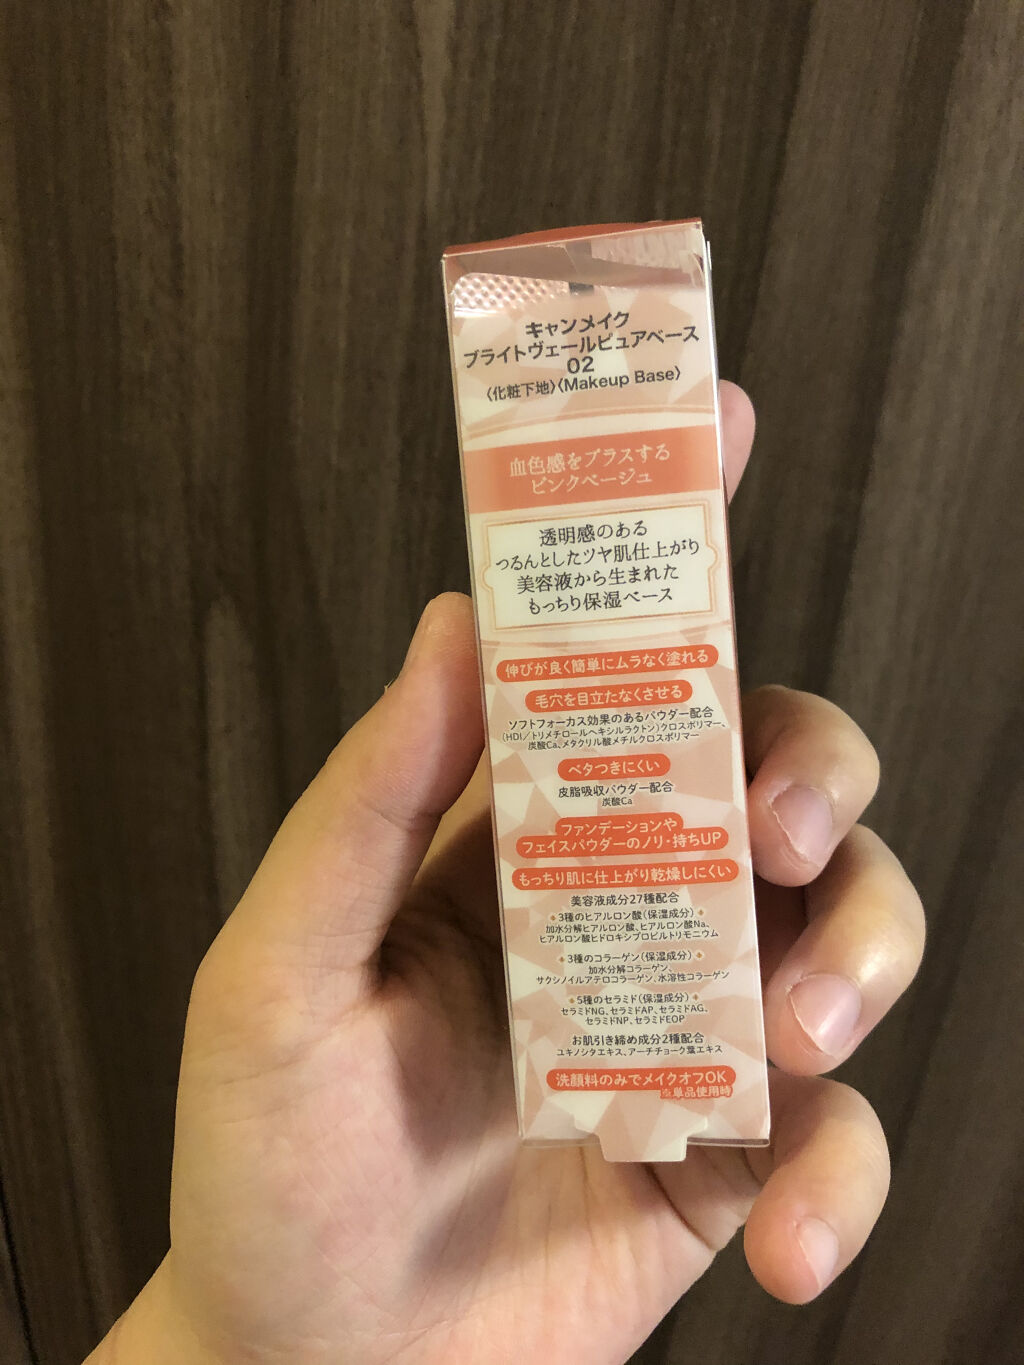 キャンメイク
ブライトヴェールピュアベース
02
〈化粧下地〉〈Makeup Base〉
血色感をプラスする
ピンクベージュ
透明感のある
つるんとしたツヤ肌仕上がり
美容液から生まれた
もっちり保湿ベース
伸びが良く簡単にムラなく塗れる
毛穴を目立たなくさせる
ソフトフォーカス効果のあるパウダー配合
(HDI/トリメチロールヘキシルラクトン)クロスポリマー、
炭酸Ca、メタクリル酸メチルクロスポリマー
ベタつきにくい
皮脂吸収パウダー配合
炭酸Ca
ファンデーションや
フェイスパウダーのノリ・持ちUP
もっちり肌に仕上がり乾燥しにくい
美容液成分27種配合
3種のヒアルロン酸(保湿成分)
加水分解ヒアルロン酸、ヒアルロン酸Na、
ヒアルロン酸ヒドロキシプロピルトリモニウム
3種のコラーゲン(保湿成分)
加水分解コラーゲン、
サクシノイルアテロコラーゲン、水溶性コラーゲン
5種のセラミド(保湿成分)
セラミドNG、セラミドAP、セラミドAG、
セラミドNP、セラミドEOP
お肌引き締め成分2種配合
ユキノシタエキス、アーチチョーク葉エキス
洗顔料のみでメイクオフOK
※単品使用時